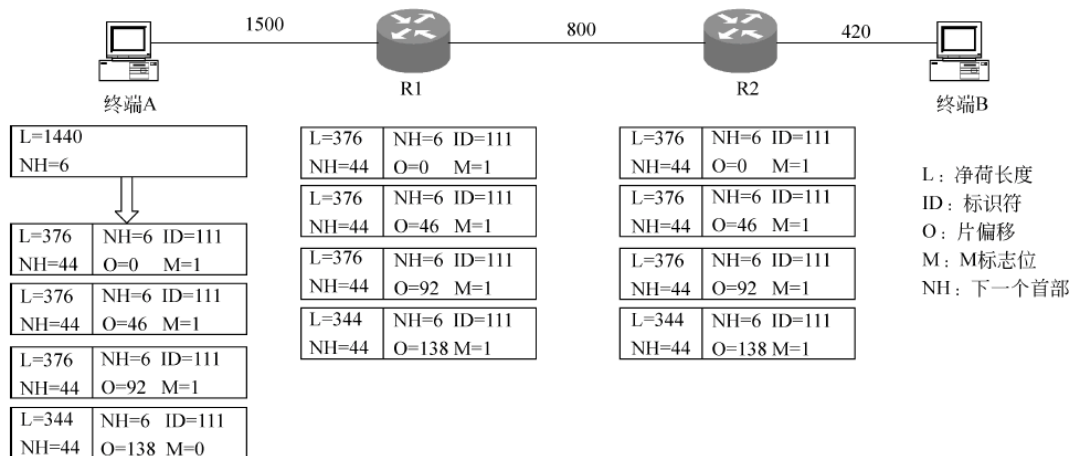 1500
800
420
终端A
R1
R2
终端B
L=1440
NH=6
L=376 NH=6 ID=111
NH=44 O=0 M=1
L=376 NH=6 ID=111
NH=44 O=46 M=1
L=376 NH=6 ID=111
NH=44 O=92 M=1
L=344 NH=6 ID=111
NH=44 O=138 M=0
L=376 NH=6 ID=111
NH=44 O=0 M=1
L=376 NH=6 ID=111
NH=44 O=46 M=1
L=376 NH=6 ID=111
NH=44 O=92 M=1
L=344 NH=6 ID=111
NH=44 O=138 M=1
L=376 NH=6 ID=111
NH=44 O=0 M=1
L=376 NH=6 ID=111
NH=44 O=46 M=1
L=376 NH=6 ID=111
NH=44 O=92 M=1
L=344 NH=6 ID=111
NH=44 O=138 M=1
L：净荷长度
ID：标识符
O：片偏移
M：M标志位
NH：下一个首部